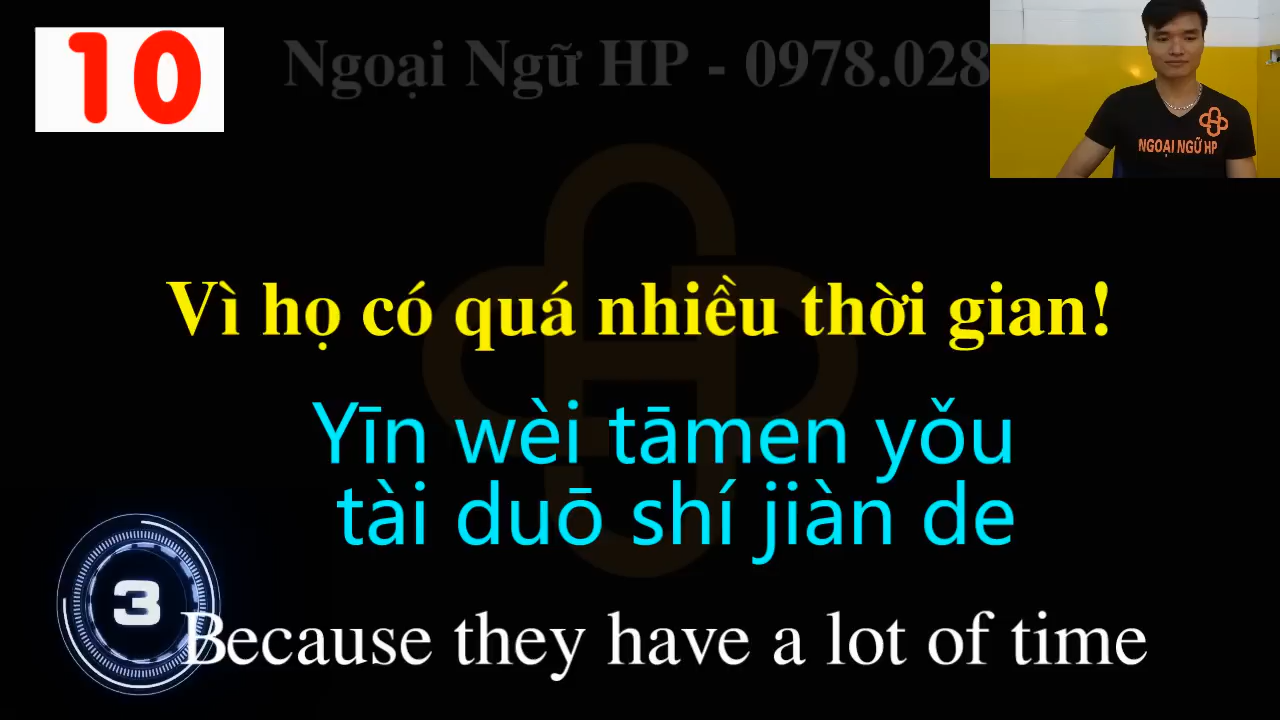 10
Ngoại Ngữ HP - 0978.028
NGOẠI NGỮ HP
Vì họ có quá nhiều thời gian!
Yīn wèi tāmen yǒu
tài duō shí jiàn de
3
Because they have a lot of time